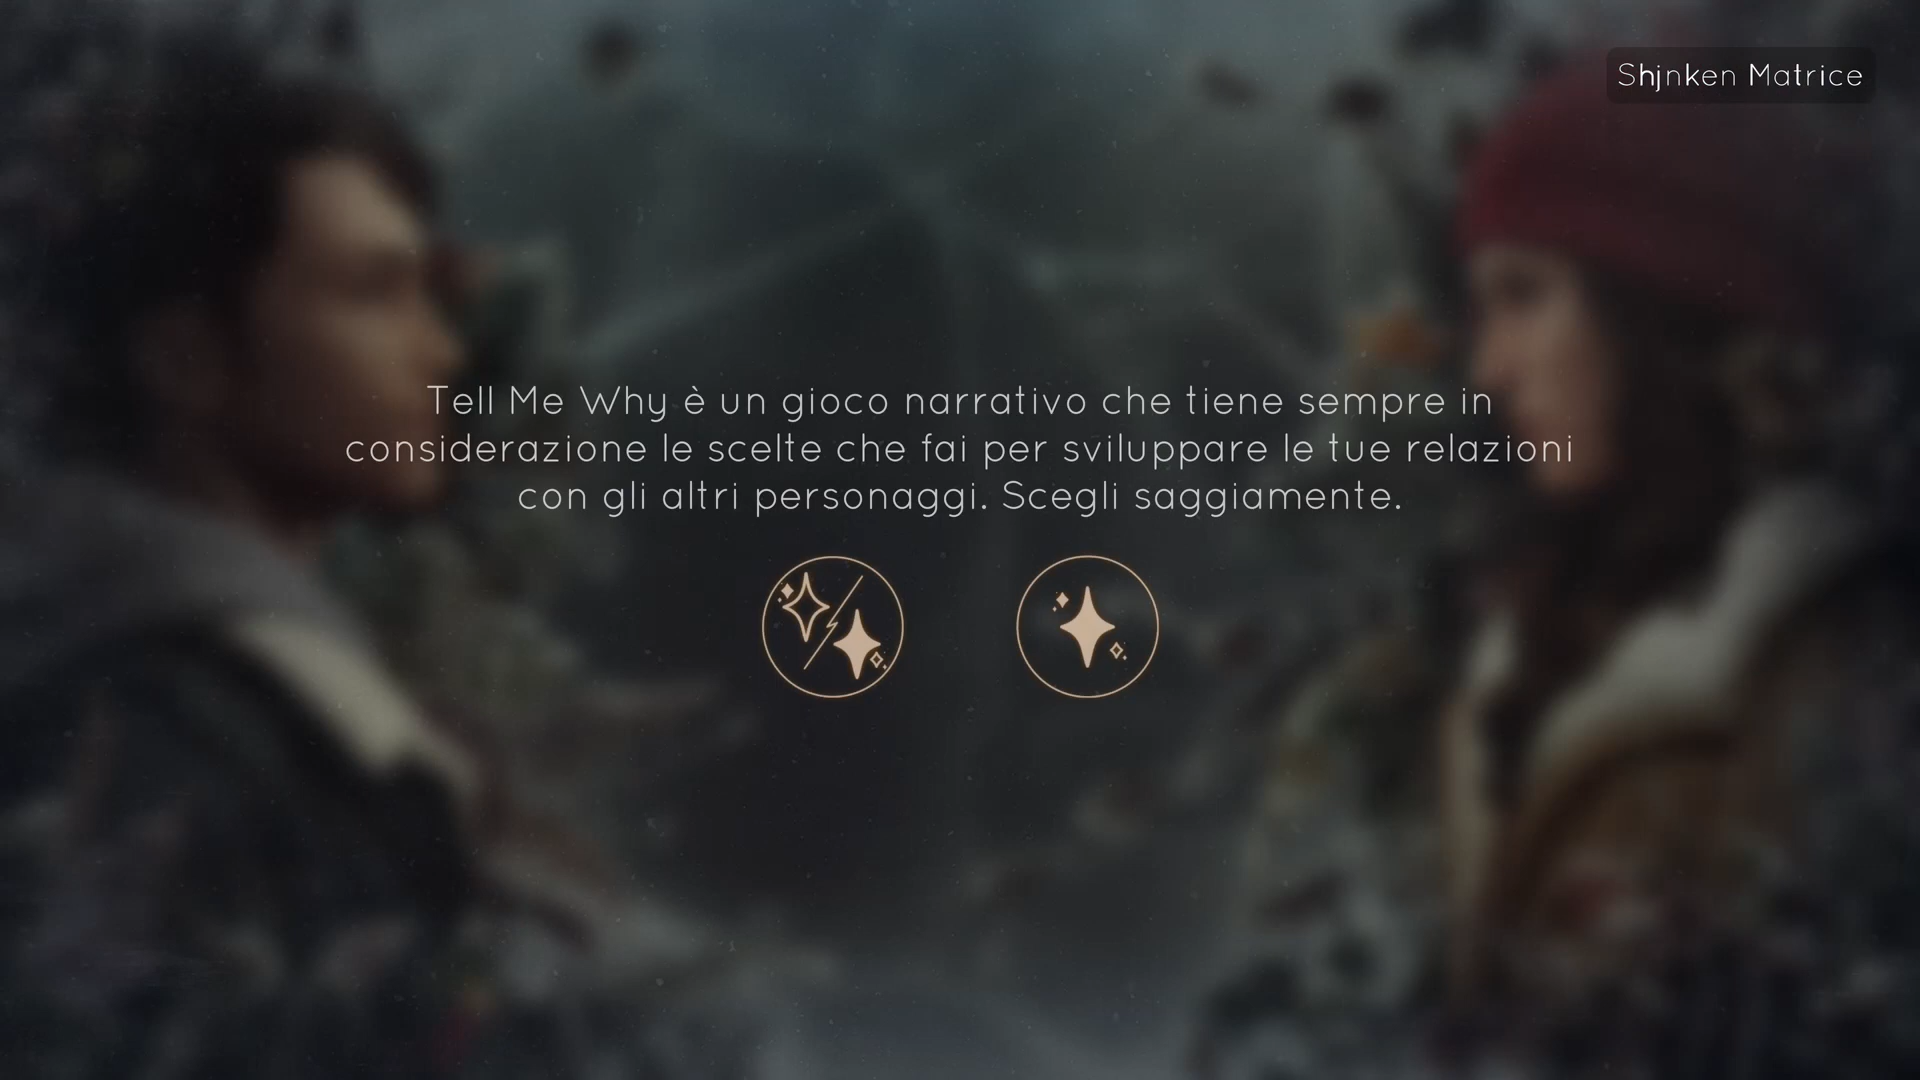 Shjnken Matrice
Tell Me Why è un gioco narrativo che tiene sempre in
considerazione le scelte che fai per sviluppare le tue relazioni
con gli altri personaggi. Scegli saggiamente.